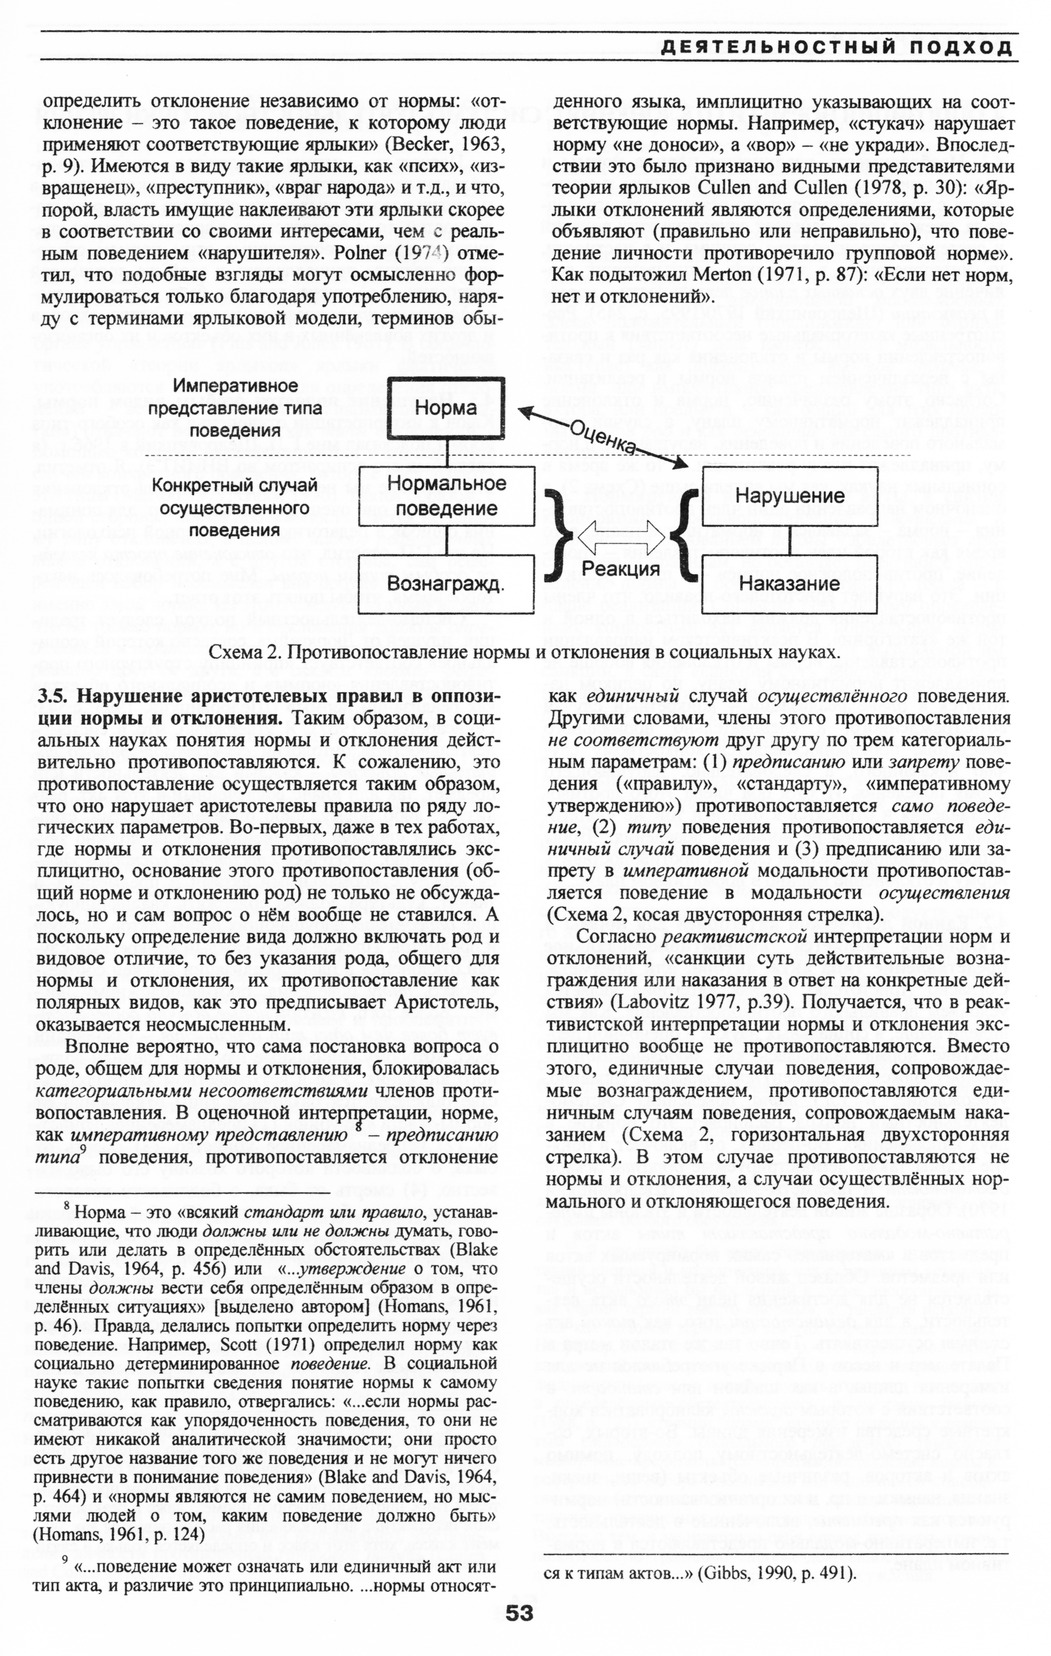 ДЕЯТЕЛЬНОСТНЫЙ ПОДХОД
определить отклонение независимо от нормы: «от-
клонение – это такое поведение, к которому люди
применяют соответствующие ярлыки» (Becker, 1963,
p. 9). Имеются в виду такие ярлыки, как «псих», «из-
вращенец», «преступник», «враг народа» и т.д., и что,
порой, власть имущие наклеивают эти ярлыки скорее
в соответствии со своими интересами, чем с реаль-
ным поведением «нарушителя». Polner (1974) отме-
тил, что подобные взгляды могут осмысленно фор-
мулироваться только благодаря употреблению, наря-
ду с терминами ярлыковой модели, терминов обы-
денного языка, имплицитно указывающих на соот-
ветствующие нормы. Например, «стукач» нарушает
норму «не доноси», а «вор» – «не укради». Впослед-
ствии это было признано видными представителями
теории ярлыков Cullen and Cullen (1978, p. 30): «Яр-
лыки отклонений являются определениями, которые
объявляют (правильно или неправильно), что пове-
дение личности противоречило групповой норме».
Как подытожил Merton (1971, p. 87): «Если нет норм,
нет и отклонений».
Императивное
представление типа
поведения
Норма
Оценка
Конкретный случай
осуществленного
поведения
Нормальное
поведение
Нарушение
Реакция
Вознагражд.
Наказание
Схема 2. Противопоставление нормы и отклонения в социальных науках.
3.5. Нарушение аристотелевых правил в оппози-
ции нормы и отклонения. Таким образом, в соци-
альных науках понятия нормы и отклонения дейст-
вительно противопоставляются. К сожалению, это
противопоставление осуществляется таким образом,
что оно нарушает аристотелевы правила по ряду ло-
гических параметров. Во-первых, даже в тех работах,
где нормы и отклонения противопоставлялись экс-
плицитно, основание этого противопоставления (об-
щий норме и отклонению род) не только не обсужда-
лось, но и сам вопрос о нём вообще не ставился. А
поскольку определение вида должно включать род и
видовое отличие, то без указания рода, общего для
нормы и отклонения, их противопоставление как
полярных видов, как это предписывает Аристотель,
оказывается неосмысленным.
Вполне вероятно, что сама постановка вопроса о
роде, общем для нормы и отклонения, блокировалась
категориальными несоответствиями членов проти-
вопоставления. В оценочной интерпретации, норме,
как императивному представлению 8 – предписанию
типа9 поведения, противопоставляется отклонение
как единичный случай осуществлённого поведения.
Другими словами, члены этого противопоставления
не соответствуют друг другу по трем категориаль-
ным параметрам: (1) предписанию или запрету пове-
дения («правилу», «стандарту», «императивному
утверждению») противопоставляется само поведе-
ние, (2) типу поведения противопоставляется еди-
ничный случай поведения и (3) предписанию или за-
прету в императивной модальности противопостав-
ляется поведение в модальности осуществления
(Схема 2, косая двусторонняя стрелка).
Согласно реактивистской интерпретации норм и
отклонений, «санкции суть действительные возна-
граждения или наказания в ответ на конкретные дей-
ствия» (Labovitz 1977, p.39). Получается, что в реак-
тивистской интерпретации нормы и отклонения экс-
плицитно вообще не противопоставляются. Вместо
этого, единичные случаи поведения, сопровождае-
мые вознаграждением, противопоставляются еди-
ничным случаям поведения, сопровождаемым нака-
занием (Схема 2, горизонтальная двухсторонняя
стрелка). В этом случае противопоставляются не
нормы и отклонения, а случаи осуществлённых нор-
мального и отклоняющегося поведения.
8 Норма – это «всякий стандарт или правило, устанав-
ливающие, что люди должны или не должны думать, гово-
рить или делать в определённых обстоятельствах (Blake
and Davis, 1964, p. 456) или «...утверждение о том, что
члены должны вести себя определённым образом в опре-
делённых ситуациях» [выделено автором] (Homans, 1961,
p. 46). Правда, делались попытки определить норму через
поведение. Например, Scott (1971) определил норму как
социально детерминированное поведение. В социальной
науке такие попытки сведения понятие нормы к самому
поведению, как правило, отвергались: «...если нормы рас-
сматриваются как упорядоченность поведения, то они не
имеют никакой аналитической значимости; они просто
есть другое название того же поведения и не могут ничего
привнести в понимание поведения» (Blake and Davis, 1964,
p. 464) и «нормы являются не самим поведением, но мыс-
лями людей о том, каким поведение должно быть»
(Homans, 1961, p. 124)
9 «...поведение может означать или единичный акт или
тип акта, и различие это принципиально. ...нормы относят-
ся к типам актов...» (Gibbs, 1990, p. 491).
53